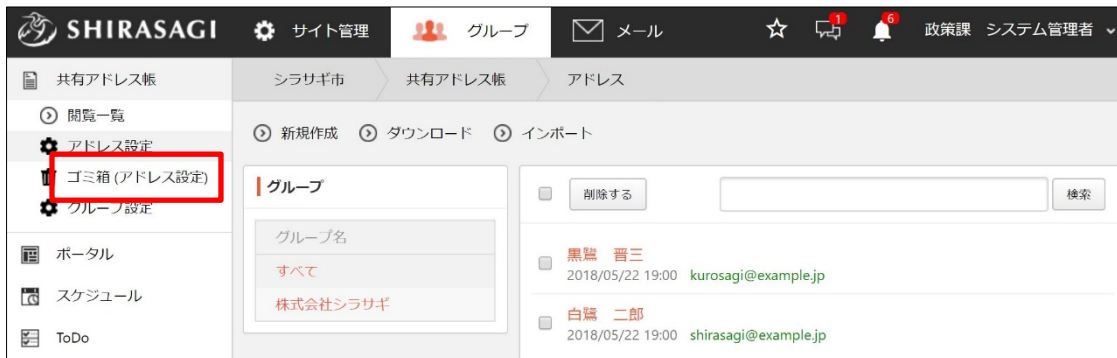 SHIRASAGI サイト管理 グループ メール 1 6 政策課 システム管理者
共有アドレス帳
閲覧一覧
アドレス設定
ゴミ箱 (アドレス設定)
グループ設定
ポータル
スケジュール
ToDo
シラサギ市 共有アドレス帳 アドレス
新規作成 ダウンロード インポート
グループ
グループ名
すべて
株式会社シラサギ
削除する 検索
黒鷺 晋三
2018/05/22 19:00 kurosagi@example.jp
白鷺 二郎
2018/05/22 19:00 shirasagi@example.jp